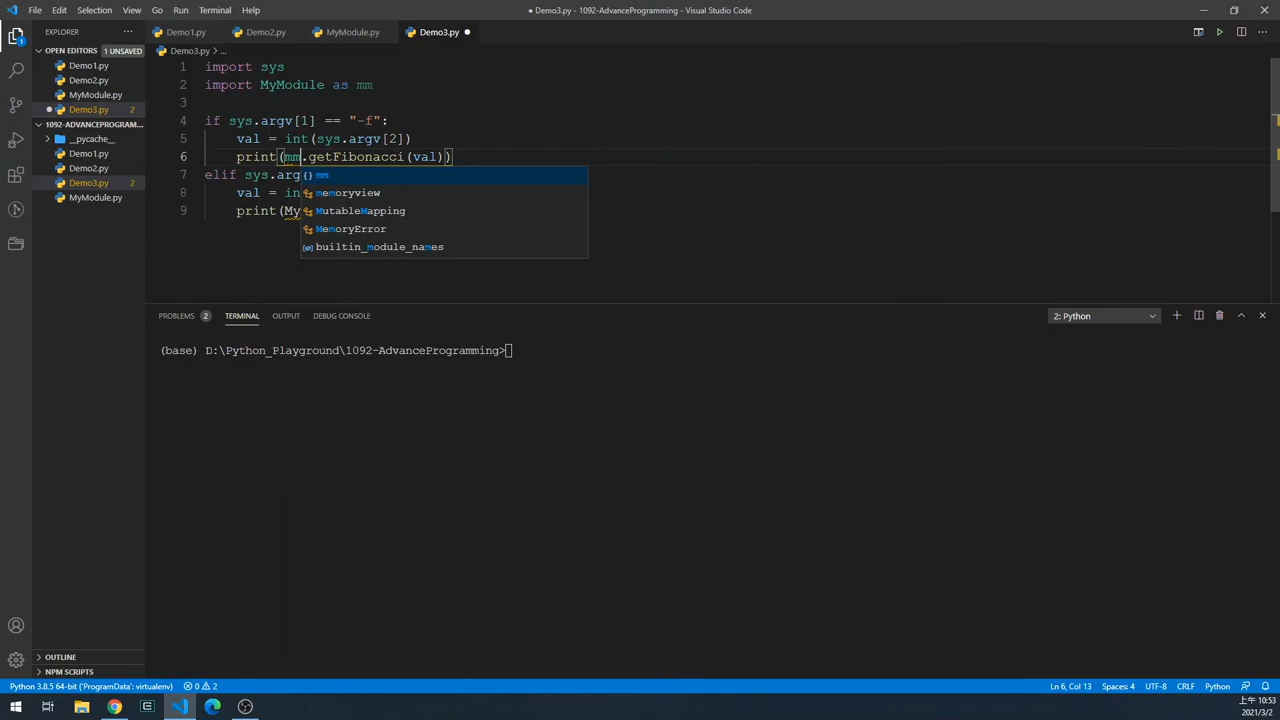 File Edit Selection View Go Run Terminal Help
● Demo3.py - 1092-AdvanceProgramming - Visual Studio Code
EXPLORER
Demo1.py Demo2.py MyModule.py Demo3.py ●
OPEN EDITORS 1 UNSAVED
Demo1.py
Demo2.py
MyModule.py
● Demo3.py 2
1092-ADVANCEPROGRAM...
__pycache__
Demo1.py
Demo2.py
Demo3.py 2
MyModule.py
OUTLINE
NPM SCRIPTS
Demo3.py > ...
1 import sys
2 import MyModule as mm
3
4 if sys.argv[1] == "-f":
5 val = int(sys.argv[2])
6 print(mm.getFibonacci(val))
7 elif sys.arg
8 val = in
9 print(My
mm
memoryview
MutableMapping
MemoryError
builtin_module_names
PROBLEMS 2 TERMINAL OUTPUT DEBUG CONSOLE
2: Python
(base) D:\Python_Playground\1092-AdvanceProgramming>
Python 3.8.5 64-bit ('ProgramData': virtualenv) 0 2
Ln 6, Col 13 Spaces: 4 UTF-8 CRLF Python
上午 10:53
2021/3/2